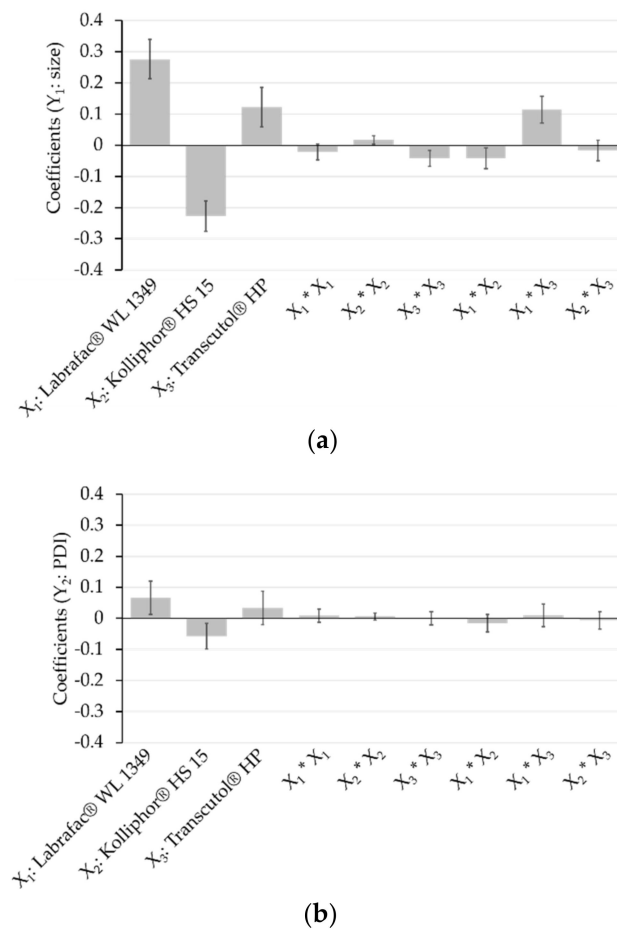 Coefficients (Y₁: size)
0.4
0.3
0.2
0.1
0
-0.1
-0.2
-0.3
-0.4
X₁: Labrafac® WL 1349
X₂: Kolliphor® HS 15
X₃: Transcutol® HP
X₁ * X₁
X₂ * X₂
X₃ * X₃
X₁ * X₂
X₁ * X₃
X₂ * X₃
(a)
Coefficients (Y₂: PDI)
0.4
0.3
0.2
0.1
0
-0.1
-0.2
-0.3
-0.4
X₁: Labrafac® WL 1349
X₂: Kolliphor® HS 15
X₃: Transcutol® HP
X₁ * X₁
X₂ * X₂
X₃ * X₃
X₁ * X₂
X₁ * X₃
X₂ * X₃
(b)